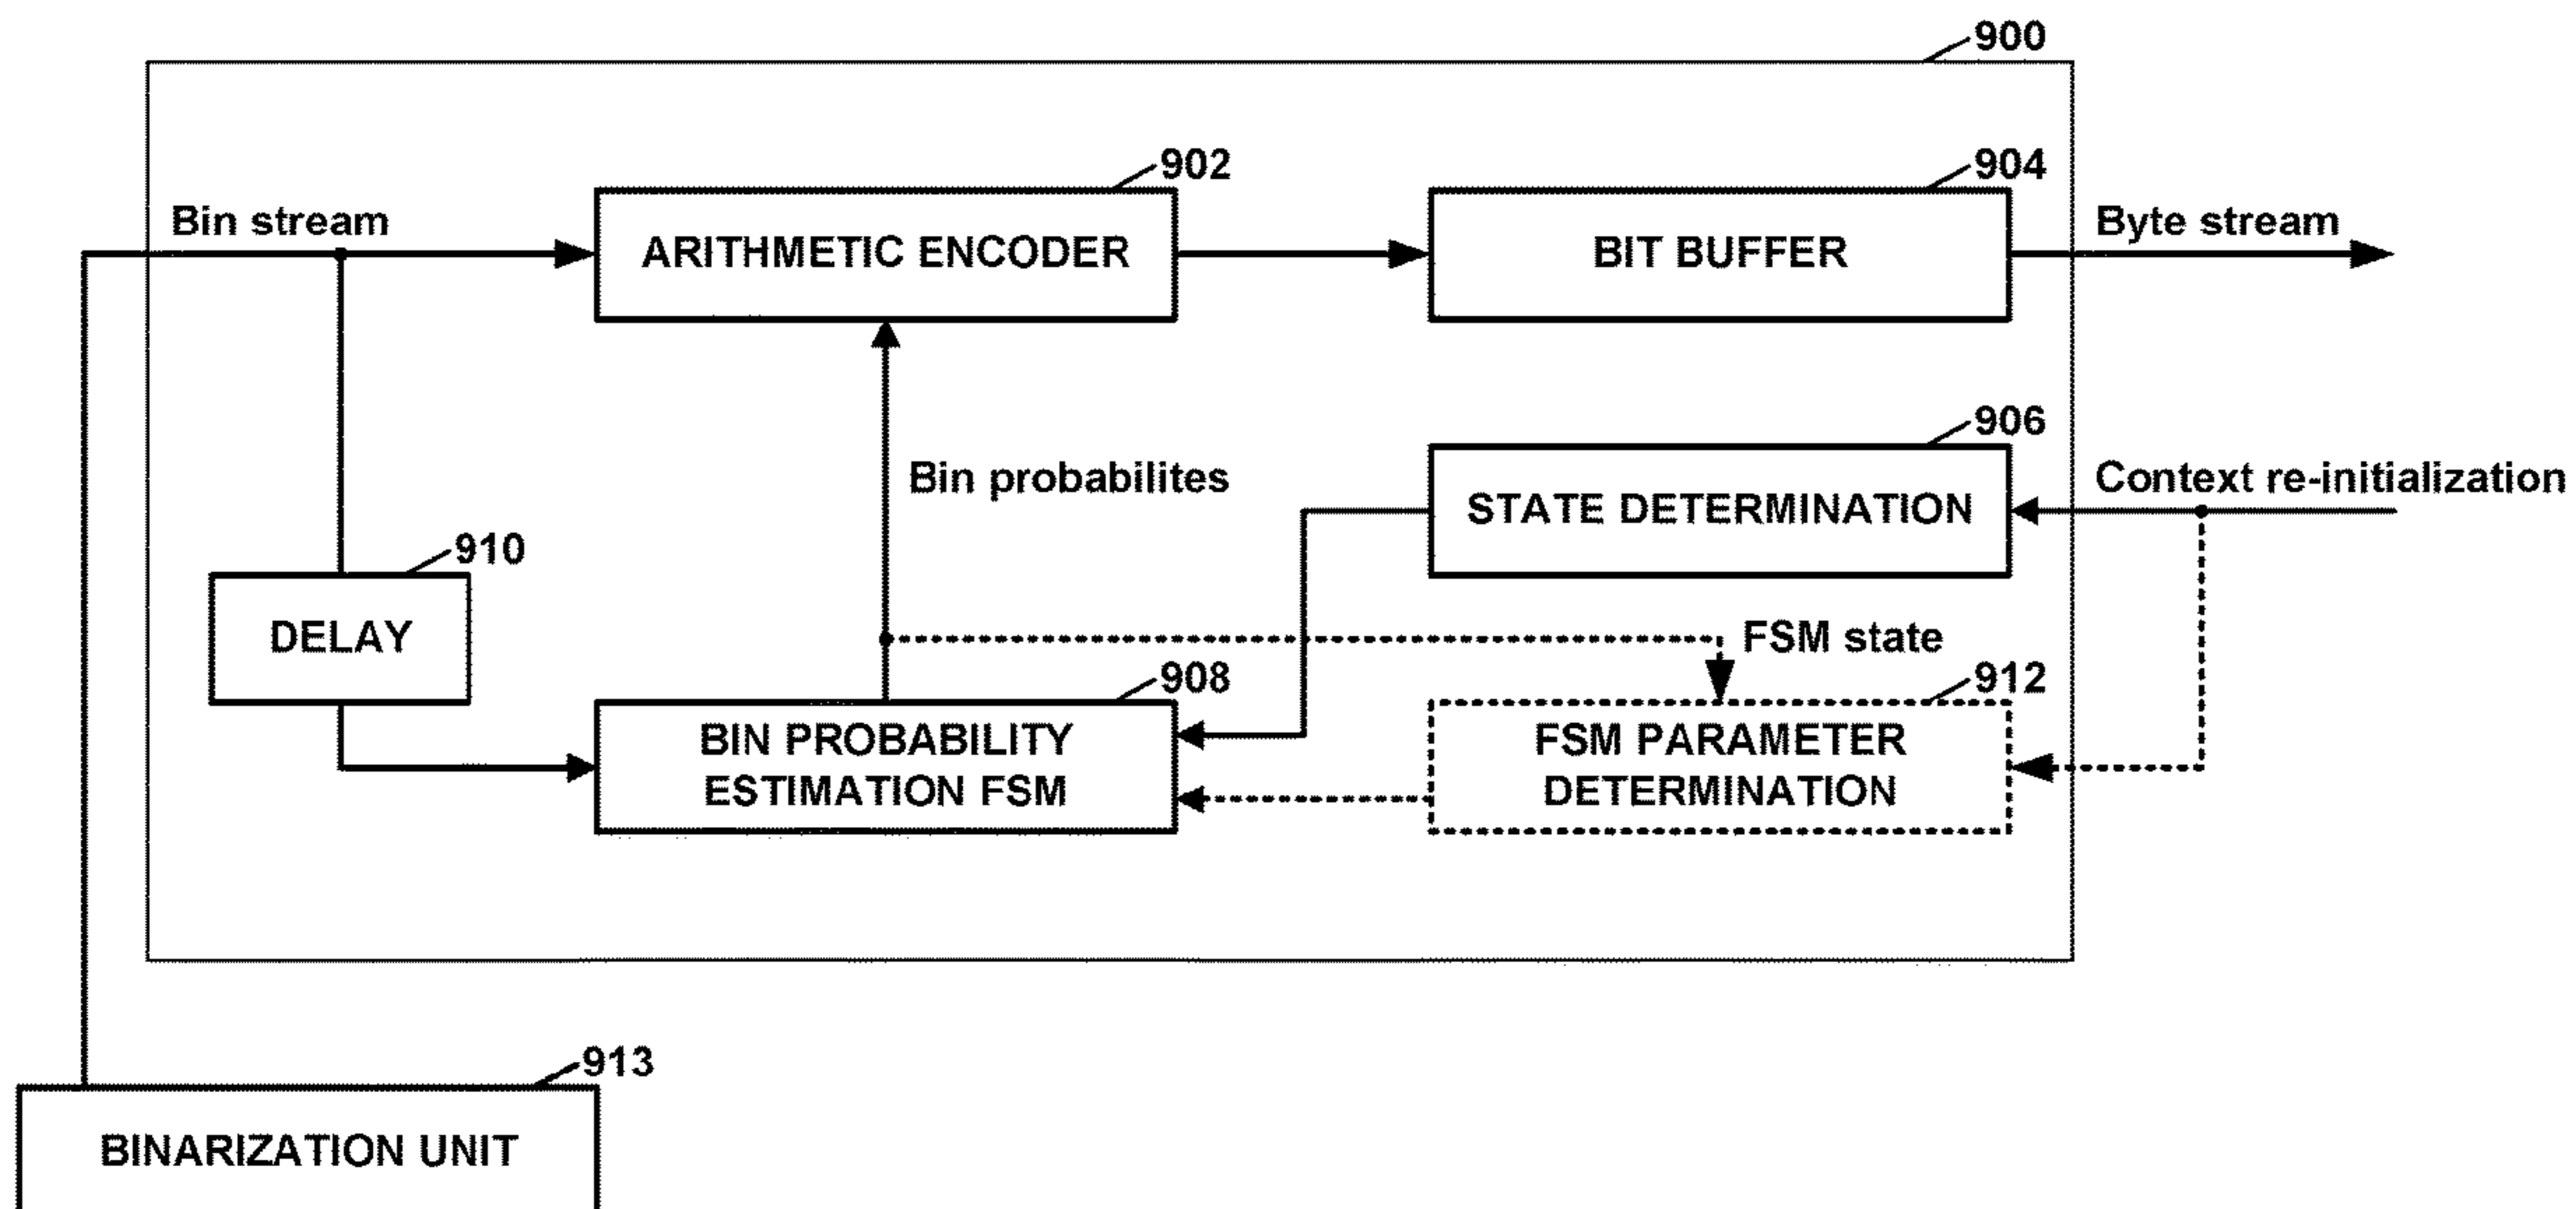 900
902
904
Bin stream
ARITHMETIC ENCODER
BIT BUFFER
Byte stream
906
Bin probabilites
STATE DETERMINATION
Context re-initialization
910
DELAY
FSM state
908
912
BIN PROBABILITY
ESTIMATION FSM
FSM PARAMETER
DETERMINATION
913
BINARIZATION UNIT